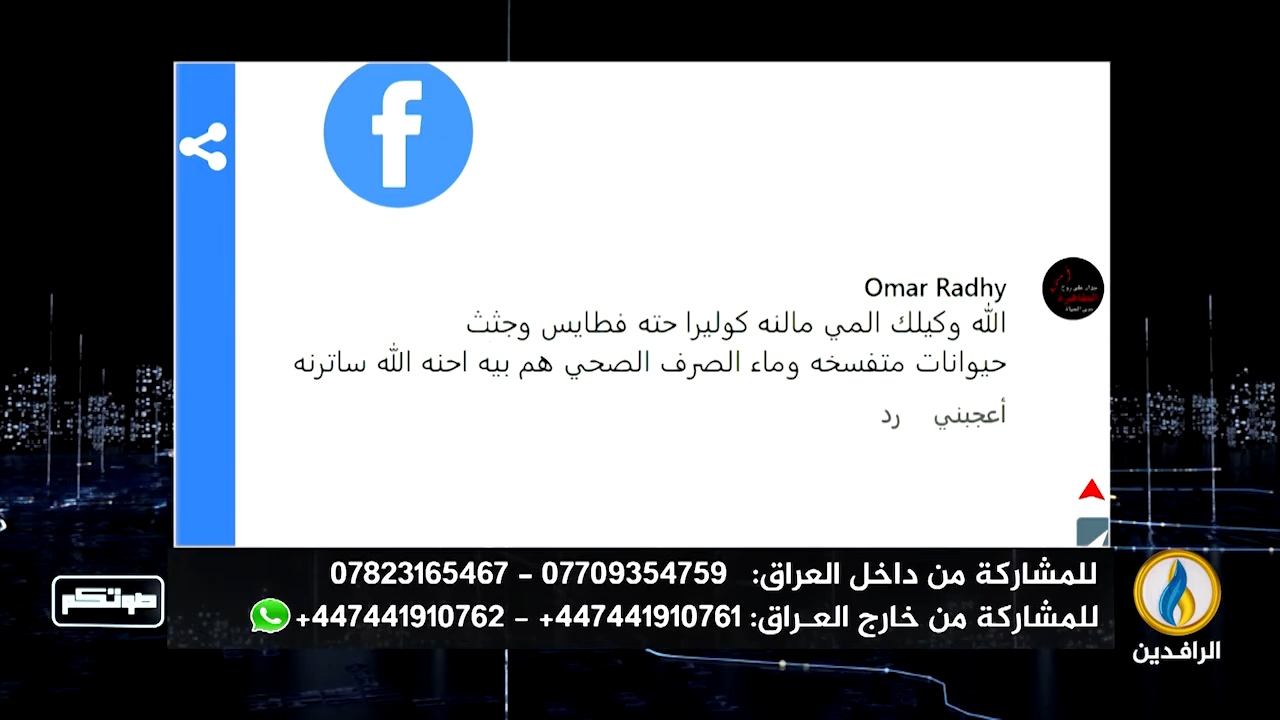 Omar Radhy
الله وكيلك المي مالنه كوليرا حته فطايس وجثث
حيوانات متفسخه وماء الصرف الصحي هم بيه احنه الله ساترنه
أعجبني رد
للمشاركة من داخل العراق: 07709354759 - 07823165467
للمشاركة من خارج العـراق: 447441910761+ - 447441910762+
صوتكم
الرافدين